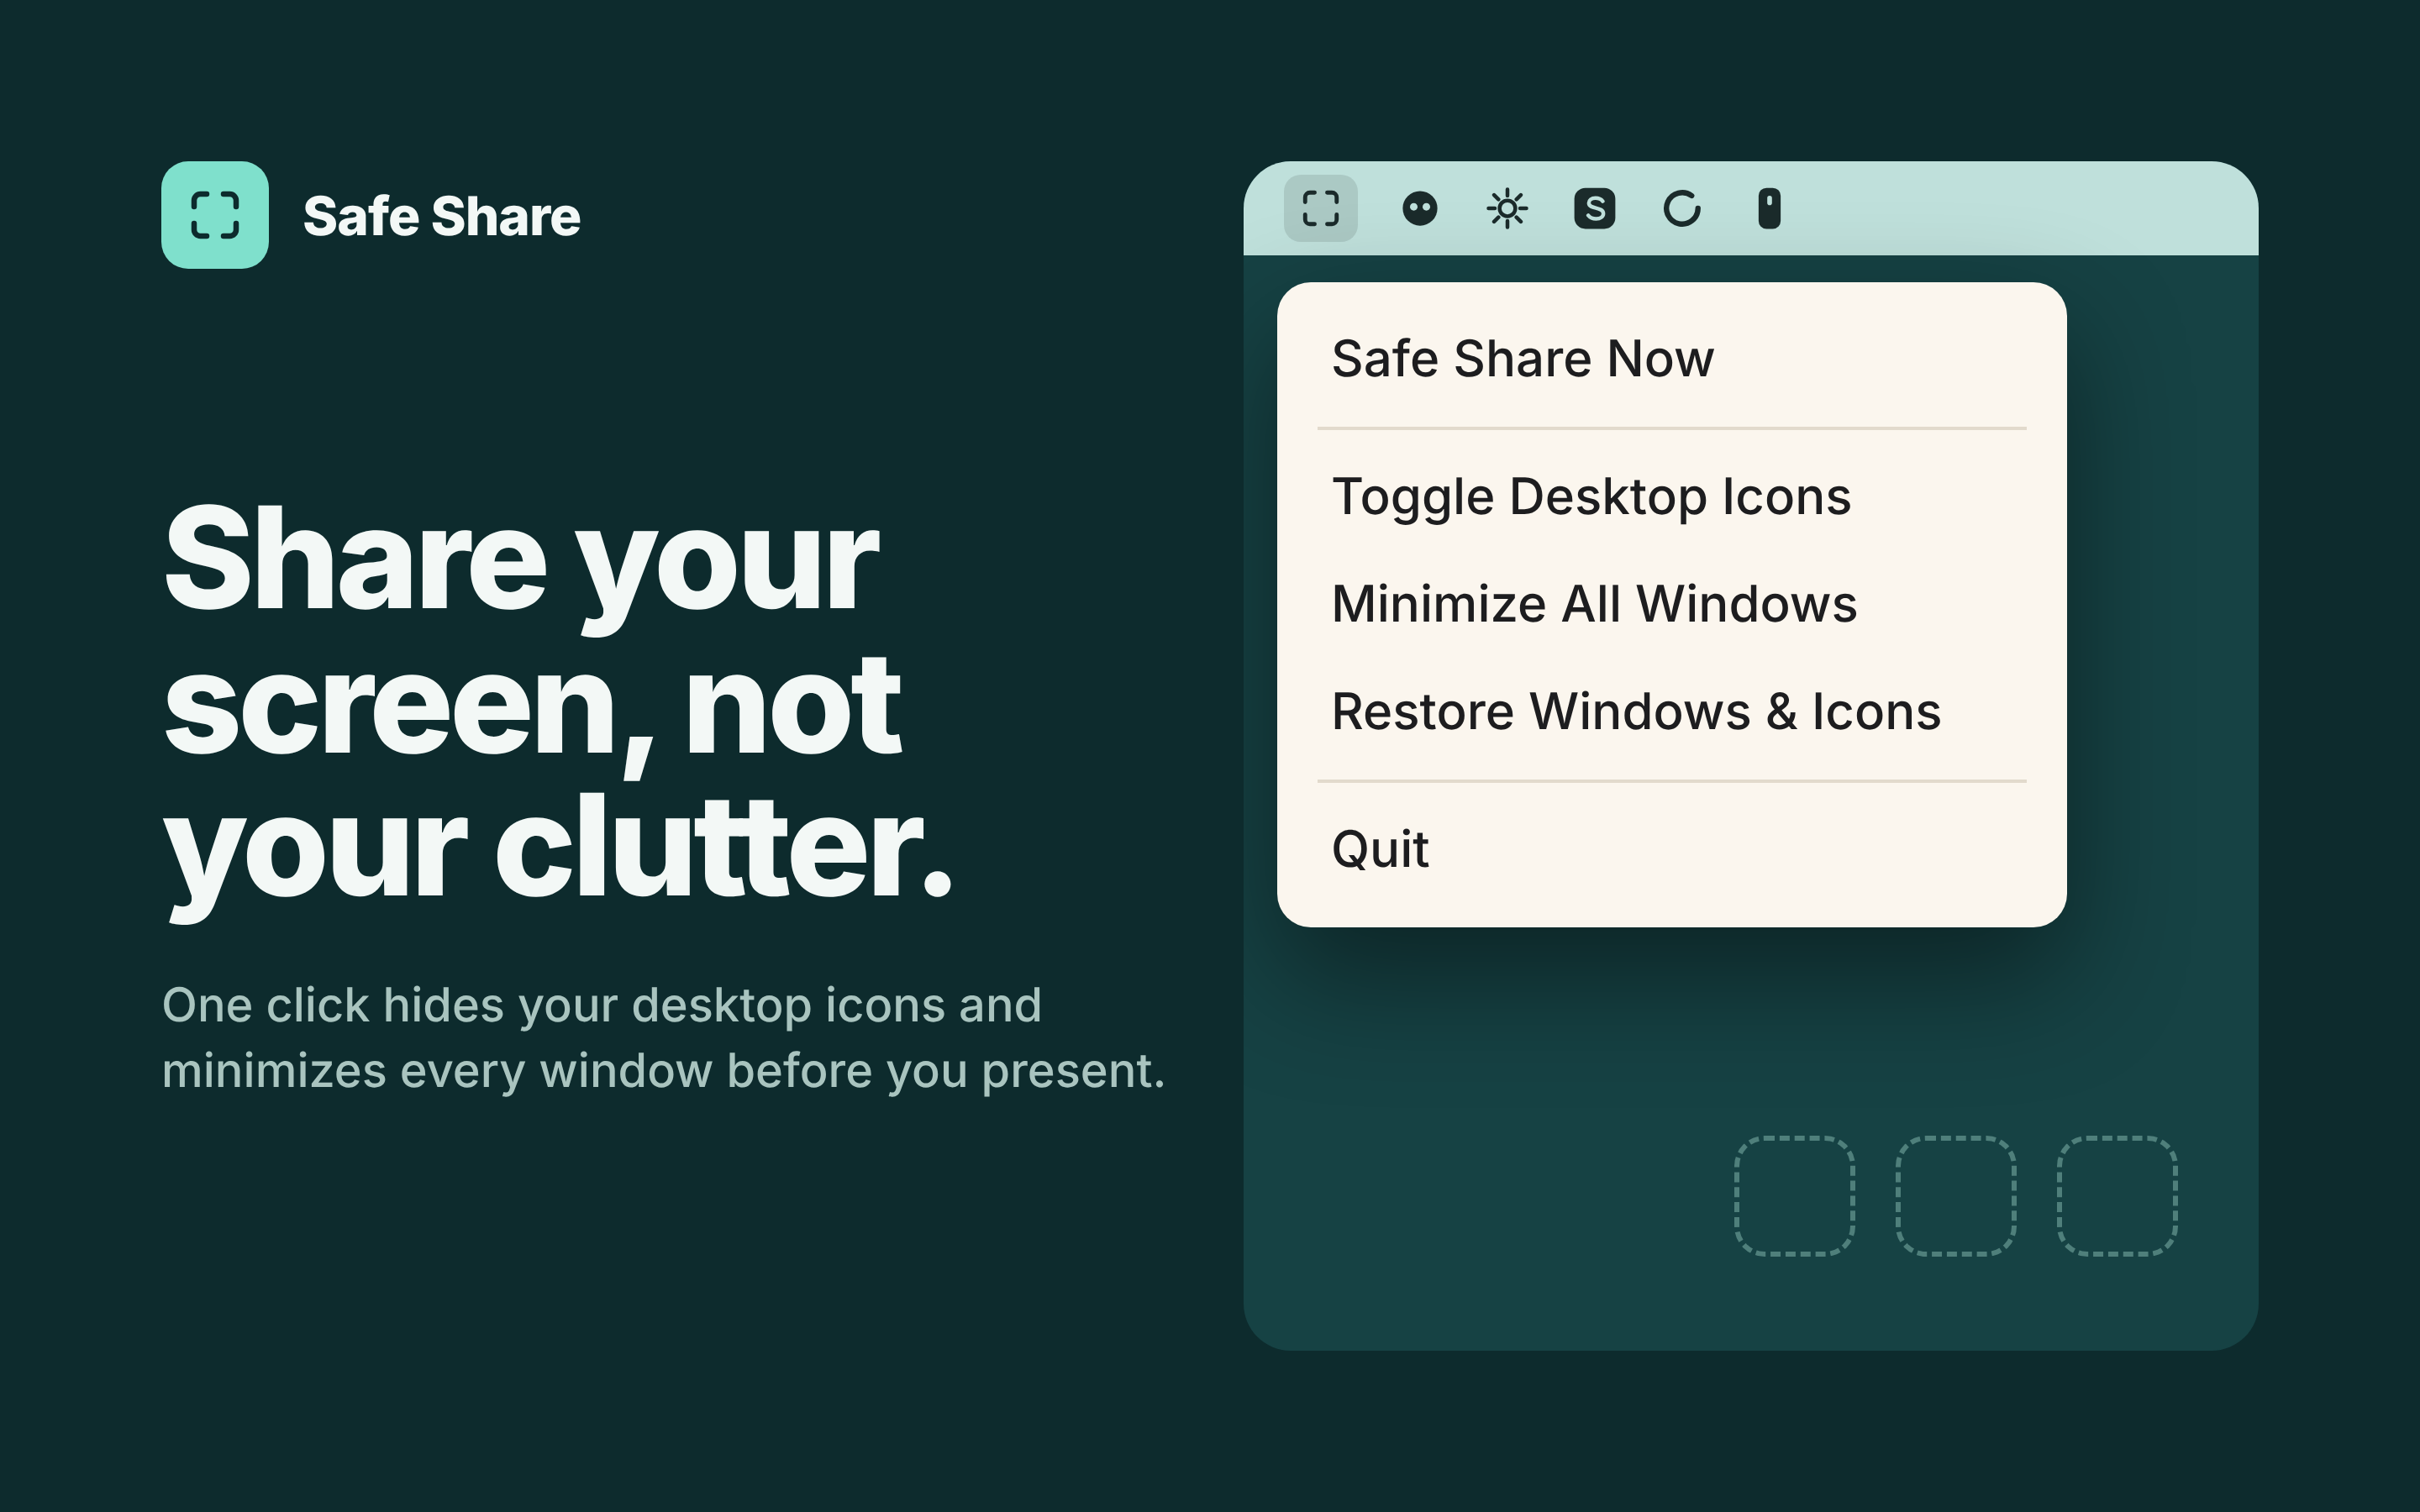 Safe Share
Share your
screen, not
your clutter.
One click hides your desktop icons and
minimizes every window before you present.
S
Safe Share Now
Toggle Desktop Icons
Minimize All Windows
Restore Windows & Icons
Quit